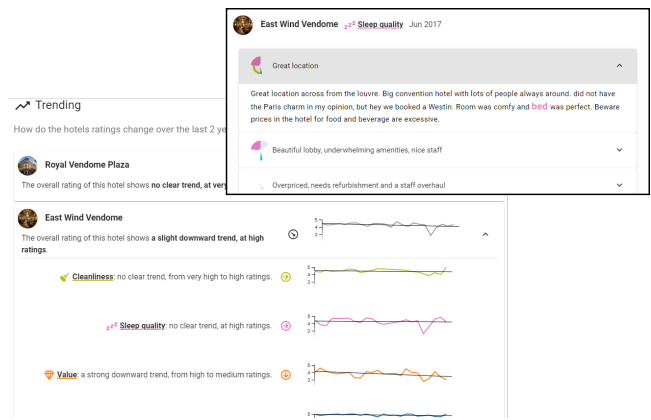 East Wind Vendome zzz Sleep quality Jun 2017
Great location
Great location across from the louvre. Big convention hotel with lots of people always around. did not have
the Paris charm in my opinion, but hey we booked a Westin. Room was comfy and bed was perfect. Beware
prices in the hotel for food and beverage are excessive.
Beautiful lobby, underwhelming amenities, nice staff
Overpriced, needs refurbishment and a staff overhaul
Trending
How do the hotels ratings change over the last 2 ye
Royal Vendome Plaza
The overall rating of this hotel shows no clear trend, at very
East Wind Vendome
The overall rating of this hotel shows a slight downward trend, at high
ratings.
5
4
3
Cleanliness: no clear trend, from very high to high ratings.
5
4
3
zzz Sleep quality: no clear trend, at high ratings.
5
4
3
Value: a strong downward trend, from high to medium ratings.
5
4
3
5